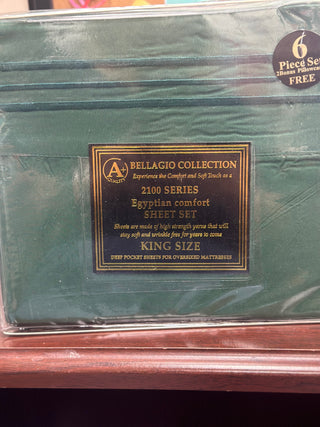 6
Piece Set
2Bonus Pillowcase
FREE
A+
QUALITY
BELLAGIO COLLECTION
Experience the Comfort and Soft Touch as a
2100 SERIES
Egyptian comfort
SHEET SET
Sheets are made of high strength yarns that will
stay soft and wrinkle free for years to come
KING SIZE
DEEP POCKET SHEETS FOR OVERSIZED MATTRESSES